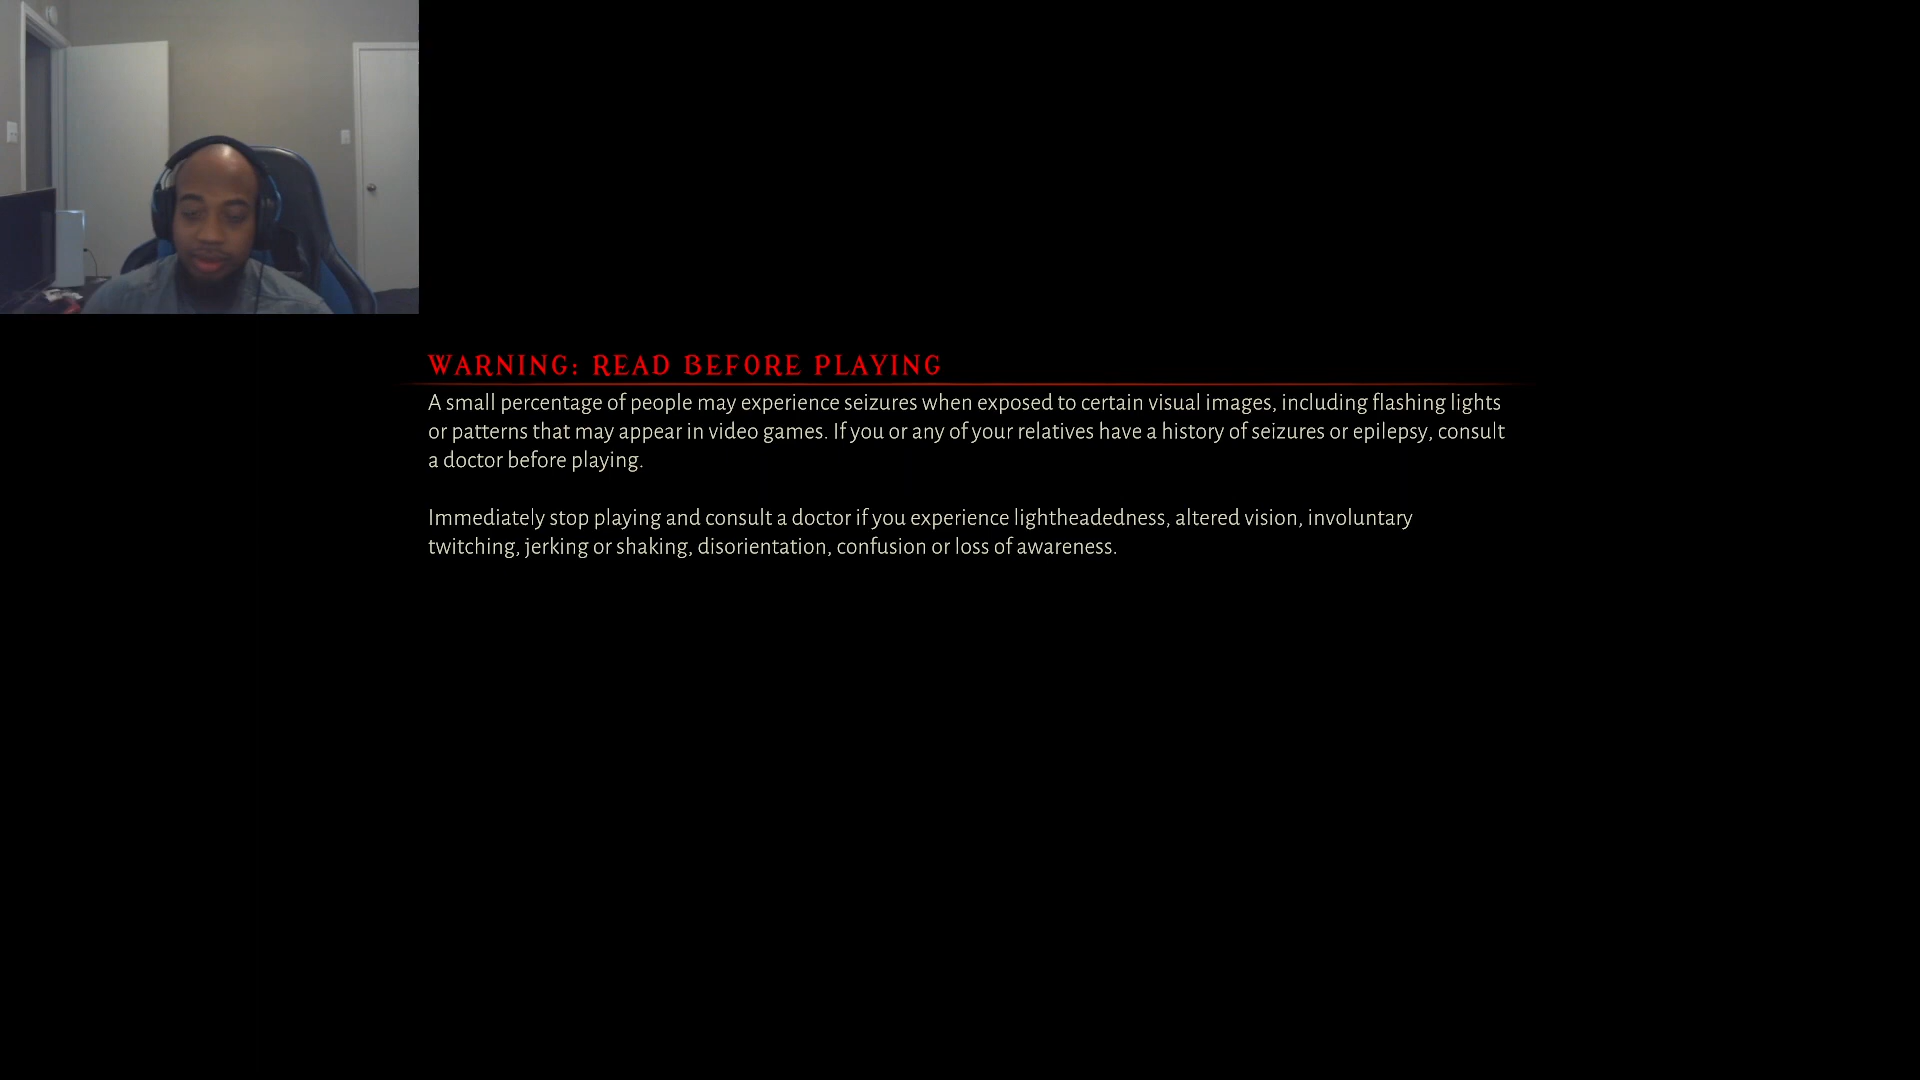 WARNING: READ BEFORE PLAYING
A small percentage of people may experience seizures when exposed to certain visual images, including flashing lights
or patterns that may appear in video games. If you or any of your relatives have a history of seizures or epilepsy, consult
a doctor before playing.
Immediately stop playing and consult a doctor if you experience lightheadedness, altered vision, involuntary
twitching, jerking or shaking, disorientation, confusion or loss of awareness.